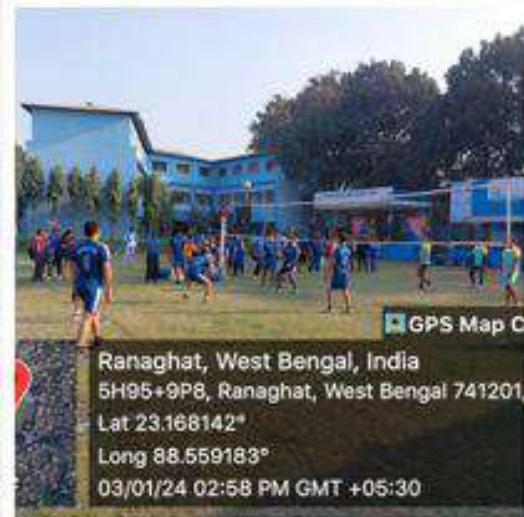 GPS Map C
Ranaghat, West Bengal, India
5H95+9P8, Ranaghat, West Bengal 741201,
Lat 23.168142°
Long 88.559183°
03/01/24 02:58 PM GMT +05:30